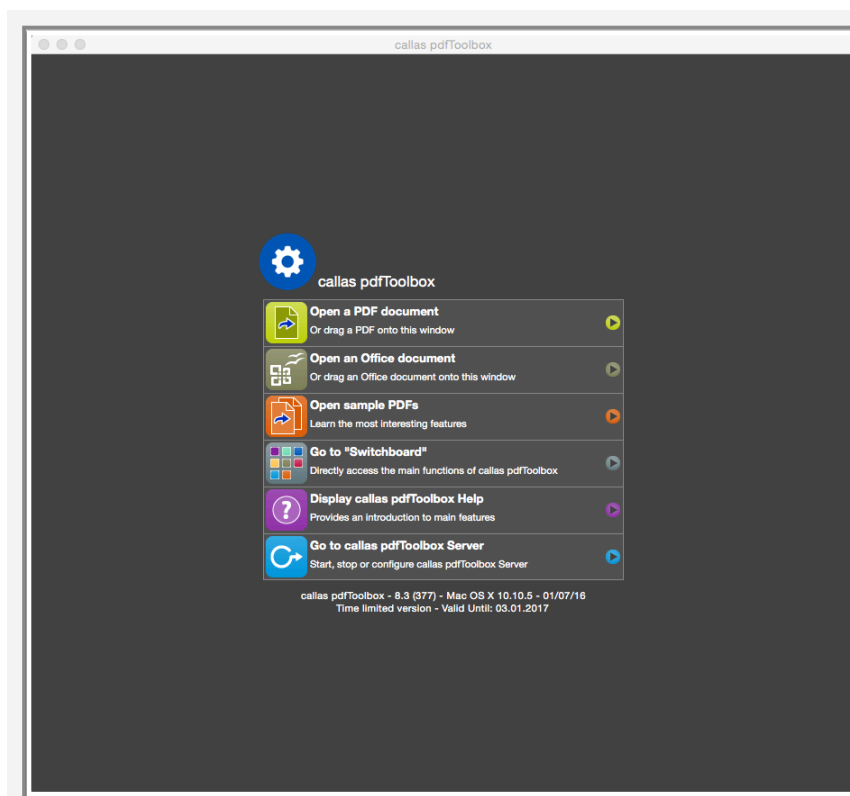 callas pdfToolbox
callas pdfToolbox
Open a PDF document
Or drag a PDF onto this window
Open an Office document
Or drag an Office document onto this window
Open sample PDFs
Learn the most interesting features
Go to "Switchboard"
Directly access the main functions of callas pdfToolbox
Display callas pdfToolbox Help
Provides an introduction to main features
Go to callas pdfToolbox Server
Start, stop or configure callas pdfToolbox Server
callas pdfToolbox - 8.3 (377) - Mac OS X 10.10.5 - 01/07/16
Time limited version - Valid Until: 03.01.2017